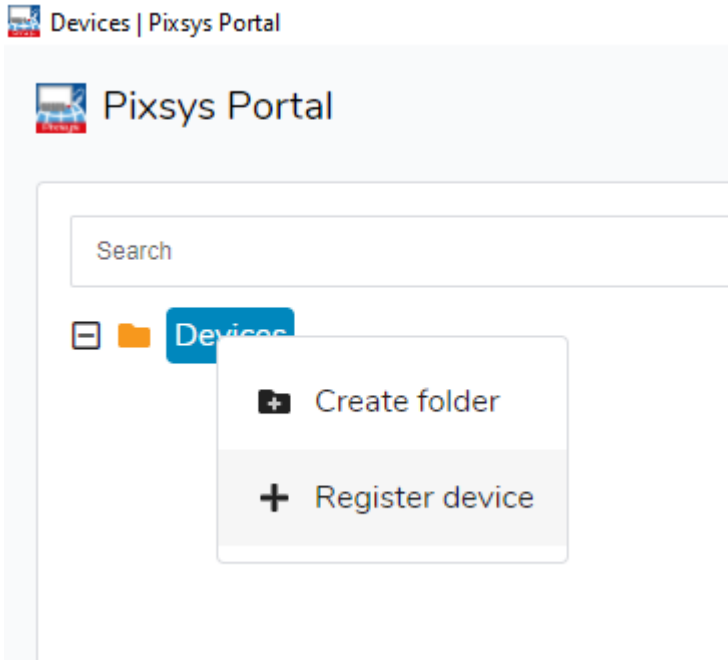 Devices | Pixsys Portal
Pixsys Portal
Search
Devices
Create folder
Register device